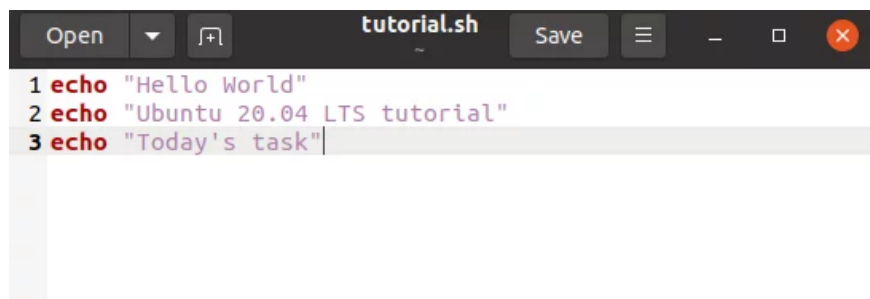 Open
tutorial.sh
~
Save
1 echo "Hello World"
2 echo "Ubuntu 20.04 LTS tutorial"
3 echo "Today's task"